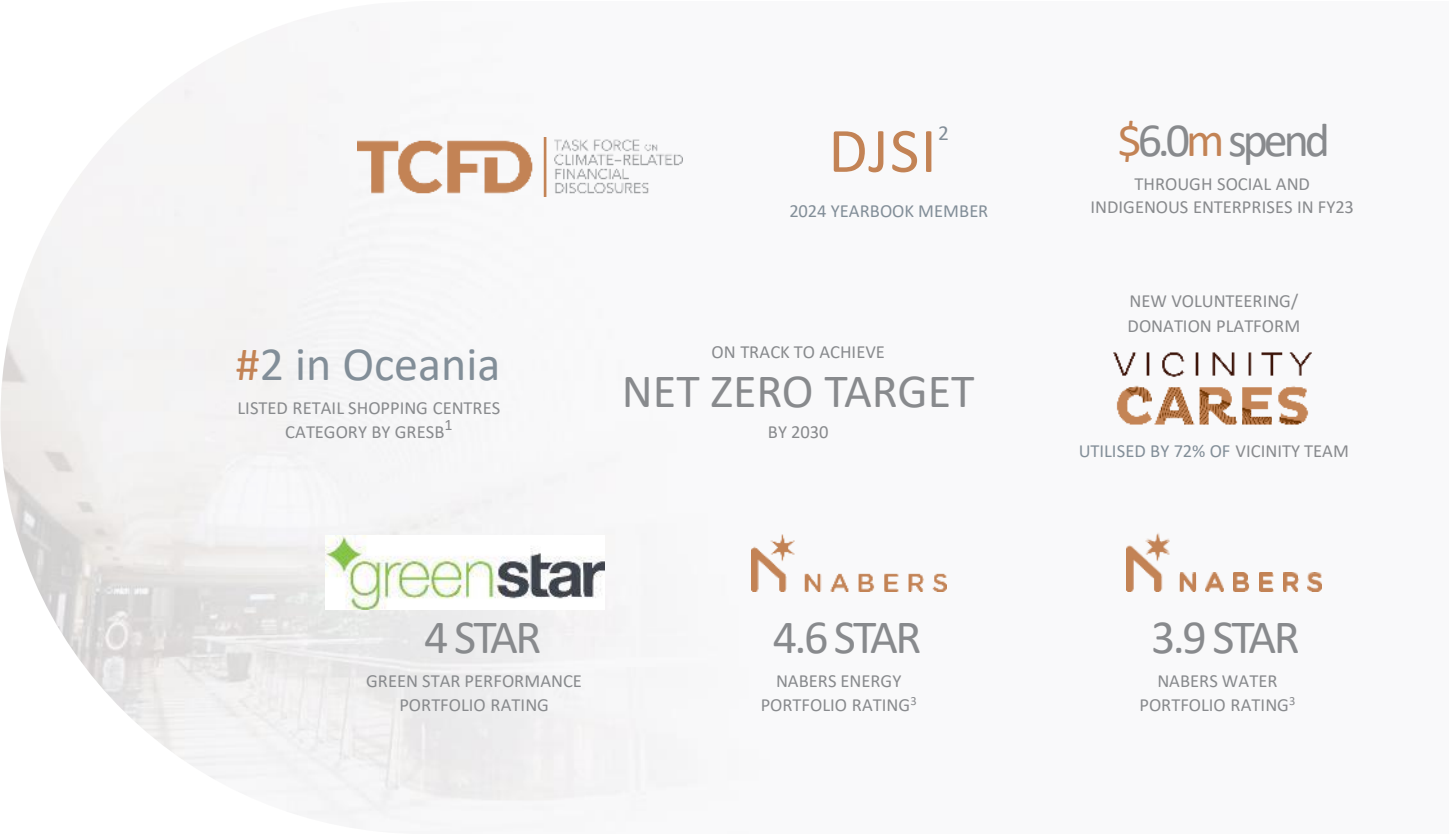 TCFD
TASK FORCE ON
CLIMATE-RELATED
FINANCIAL
DISCLOSURES
DJSI2
2024 YEARBOOK MEMBER
$6.0m spend
THROUGH SOCIAL AND
INDIGENOUS ENTERPRISES IN FY23
#2 in Oceania
LISTED RETAIL SHOPPING CENTRES
CATEGORY BY GRESB1
ON TRACK TO ACHIEVE
NET ZERO TARGET
BY 2030
NEW VOLUNTEERING/
DONATION PLATFORM
VICINITY
CARES
UTILISED BY 72% OF VICINITY TEAM
greenstar
4 STAR
GREEN STAR PERFORMANCE
PORTFOLIO RATING
NABERS
4.6 STAR
NABERS ENERGY
PORTFOLIO RATING3
NABERS
3.9 STAR
NABERS WATER
PORTFOLIO RATING3